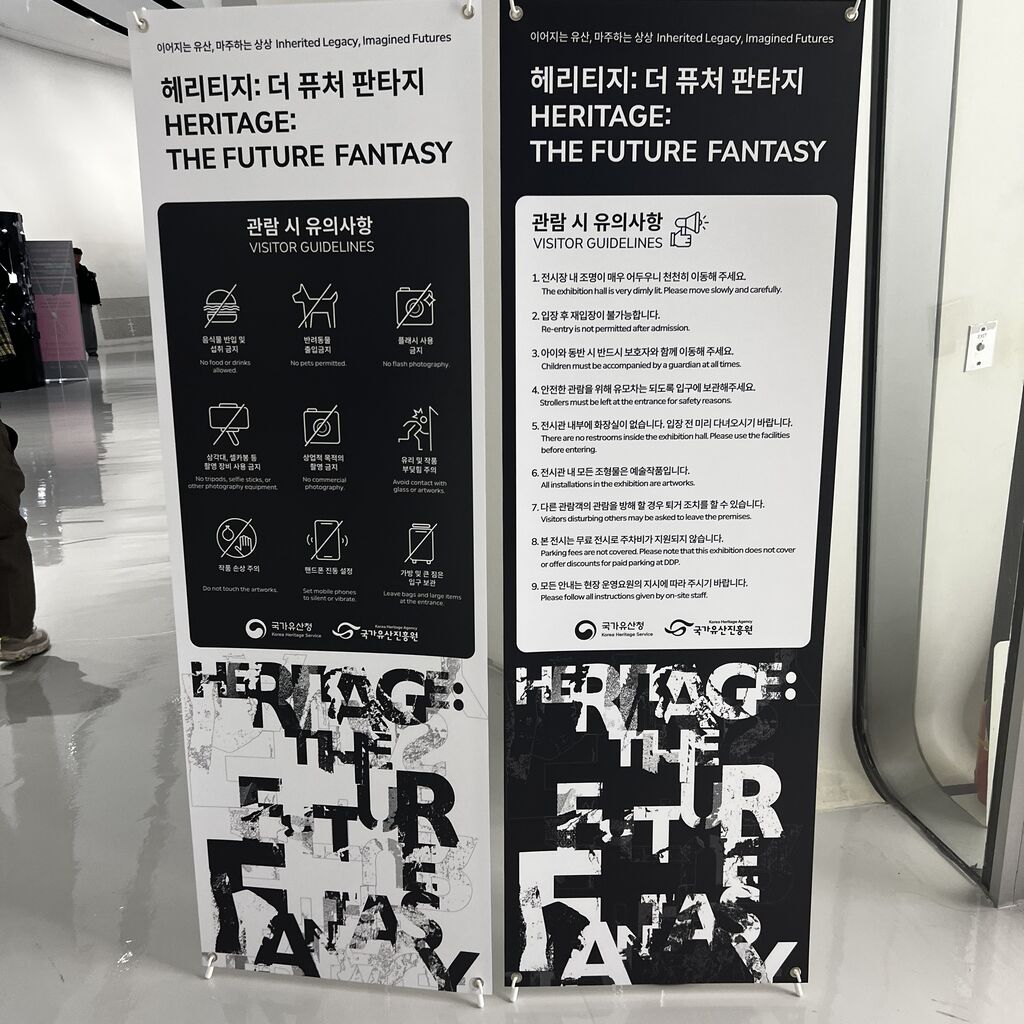 이어지는 유산, 마주하는 상상 Inherited Legacy, Imagined Futures
헤리티지: 더 퓨처 판타지
HERITAGE:
THE FUTURE FANTASY
관람 시 유의사항
VISITOR GUIDELINES
음식물 반입 및
섭취 금지
No food or drinks
allowed.
반려동물
출입금지
No pets permitted.
플래시 사용
금지
No flash photography.
삼각대, 셀카봉 등
촬영 장비 사용 금지
No tripods, selfie sticks, or
other photography equipment.
상업적 목적의
촬영 금지
No commercial
photography.
유리 및 작품
부딪힘 주의
Avoid contact with
glass or artworks.
작품 손상 주의
Do not touch the artworks.
핸드폰 진동 설정
Set mobile phones
to silent or vibrate.
가방 및 큰 짐은
입구 보관
Leave bags and large items
at the entrance.
국가유산청
Korea Heritage Service
Korea Heritage Agency
국가유산진흥원
HERITAGE:
THE
FUTURE
FANTASY
이어지는 유산, 마주하는 상상 Inherited Legacy, Imagined Futures
헤리티지: 더 퓨처 판타지
HERITAGE:
THE FUTURE FANTASY
관람 시 유의사항
VISITOR GUIDELINES
1. 전시장 내 조명이 매우 어두우니 천천히 이동해 주세요.
The exhibition hall is very dimly lit. Please move slowly and carefully.
2. 입장 후 재입장이 불가능합니다.
Re-entry is not permitted after admission.
3. 아이와 동반 시 반드시 보호자와 함께 이동해 주세요.
Children must be accompanied by a guardian at all times.
4. 안전한 관람을 위해 유모차는 되도록 입구에 보관해주세요.
Strollers must be left at the entrance for safety reasons.
5. 전시관 내부에 화장실이 없습니다. 입장 전 미리 다녀오시기 바랍니다.
There are no restrooms inside the exhibition hall. Please use the facilities
before entering.
6. 전시관 내 모든 조형물은 예술작품입니다.
All installations in the exhibition are artworks.
7. 다른 관람객의 관람을 방해 할 경우 퇴거 조치를 할 수 있습니다.
Visitors disturbing others may be asked to leave the premises.
8. 본 전시는 무료 전시로 주차비가 지원되지 않습니다.
Parking fees are not covered. Please note that this exhibition does not cover
or offer discounts for paid parking at DDP.
9. 모든 안내는 현장 운영요원의 지시에 따라 주시기 바랍니다.
Please follow all instructions given by on-site staff.
국가유산청
Korea Heritage Service
Korea Heritage Agency
국가유산진흥원
HERITAGE:
THE
FUTURE
FANTASY
EXIT